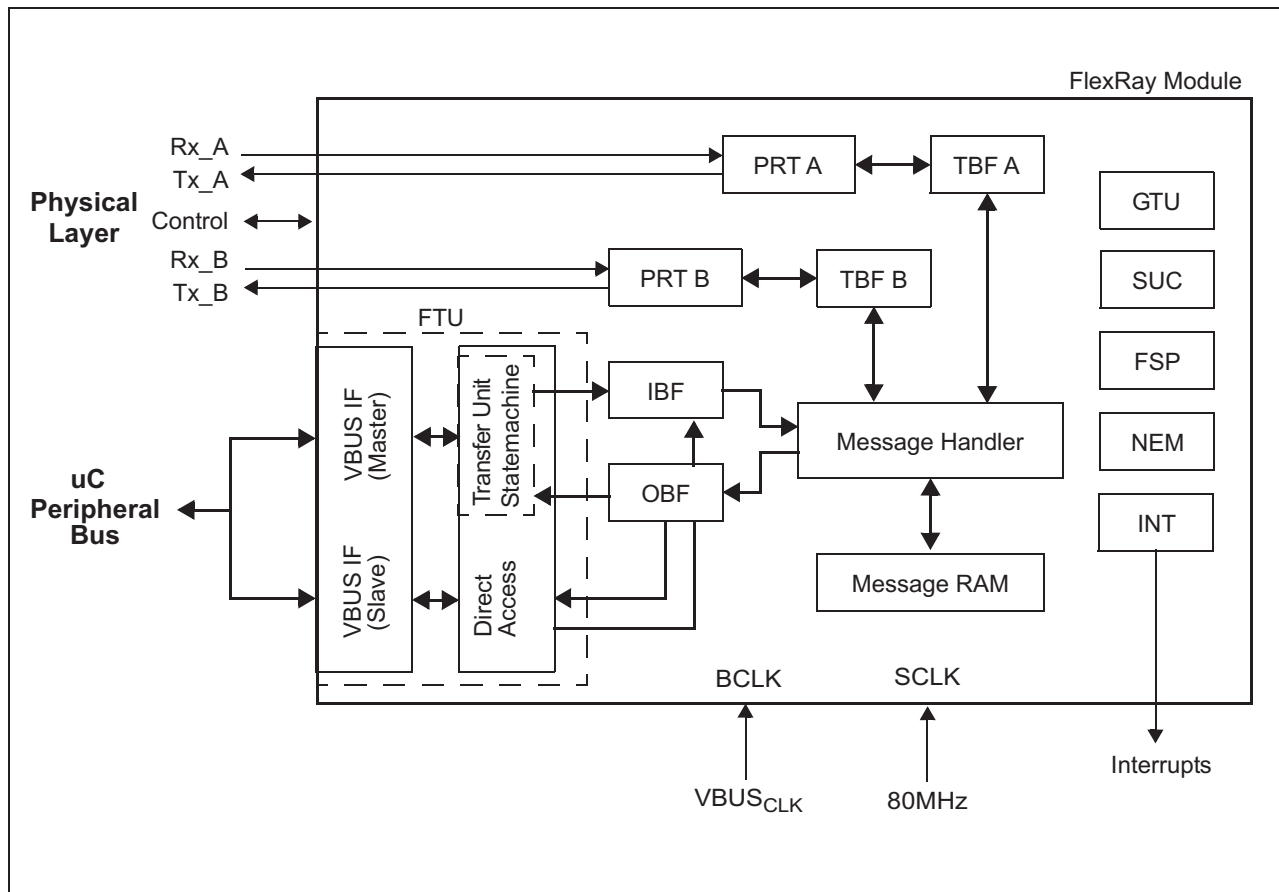 FlexRay Module
Rx_A
Tx_A
Physical
Layer
Control
Rx_B
Tx_B
PRT A
TBF A
PRT B
TBF B
GTU
SUC
FSP
NEM
INT
FTU
VBUS IF
(Master)
Transfer Unit
Statemachine
IBF
OBF
Message Handler
Message RAM
uC
Peripheral
Bus
VBUS IF
(Slave)
Direct
Access
BCLK
SCLK
VBUSCLK
80MHz
Interrupts